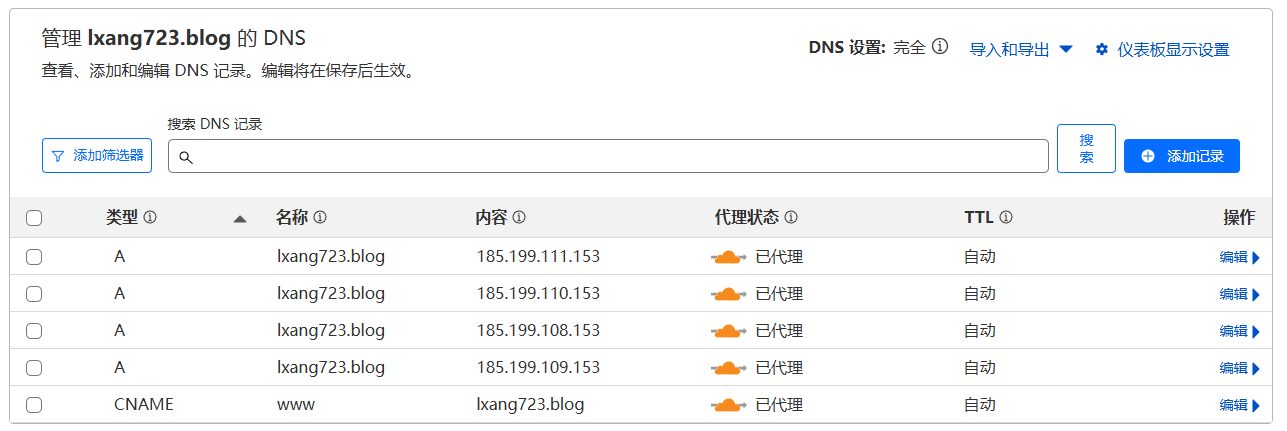 管理 lxang723.blog 的 DNS
查看、添加和编辑 DNS 记录。编辑将在保存后生效。
DNS 设置: 完全 导入和导出 仪表板显示设置
搜索 DNS 记录
添加筛选器 搜索 添加记录
类型 名称 内容 代理状态 TTL 操作
A lxang723.blog 185.199.111.153 已代理 自动 编辑
A lxang723.blog 185.199.110.153 已代理 自动 编辑
A lxang723.blog 185.199.108.153 已代理 自动 编辑
A lxang723.blog 185.199.109.153 已代理 自动 编辑
CNAME www lxang723.blog 已代理 自动 编辑